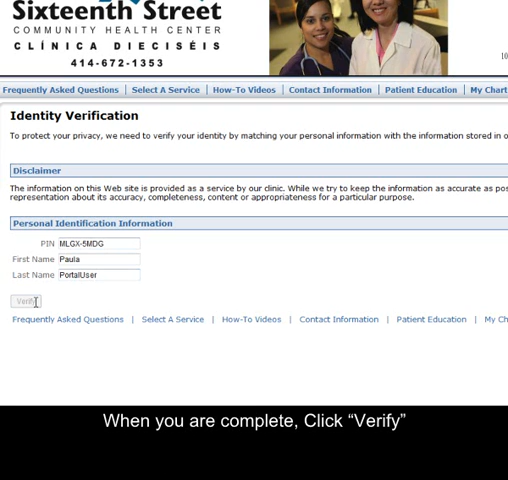 Sixteenth Street
COMMUNITY HEALTH CENTER
CLÍNICA DIECISÉIS
414-672-1353
10
Frequently Asked Questions | Select A Service | How-To Videos | Contact Information | Patient Education | My Chart
Identity Verification
To protect your privacy, we need to verify your identity by matching your personal information with the information stored in o
Disclaimer
The information on this Web site is provided as a service by our clinic. While we try to keep the information as accurate as pos
representation about its accuracy, completeness, content or appropriateness for a particular purpose.
Personal Identification Information
PIN MLGX-5MDG
First Name Paula
Last Name PortalUser
Verify
Frequently Asked Questions | Select A Service | How-To Videos | Contact Information | Patient Education | My Ch
When you are complete, Click “Verify”